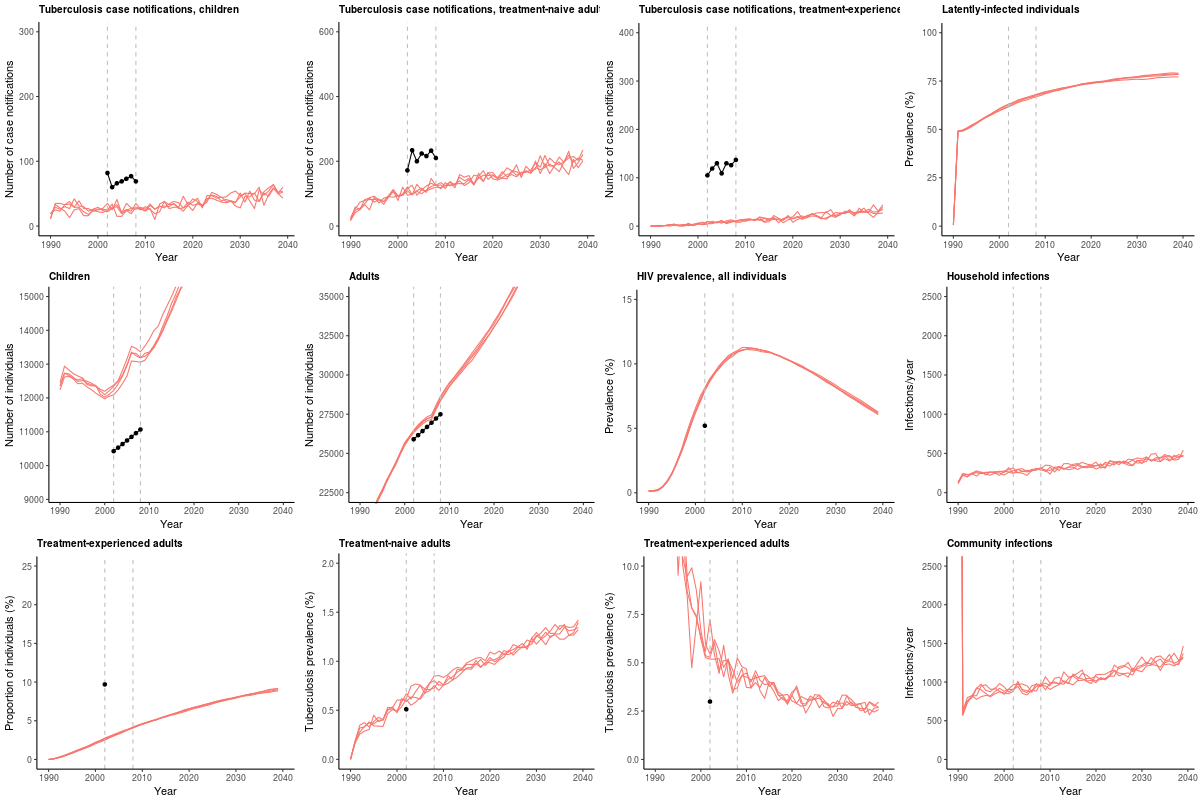 Tuberculosis case notifications, children
Number of case notifications
300
200
100
0
1990 2000 2010 2020 2030 2040
Year
Tuberculosis case notifications, treatment-naive adul
Number of case notifications
600
400
200
0
1990 2000 2010 2020 2030 2040
Year
Tuberculosis case notifications, treatment-experience
Number of case notifications
400
300
200
100
0
1990 2000 2010 2020 2030 2040
Year
Latently-infected individuals
Prevalence (%)
100
75
50
25
0
1990 2000 2010 2020 2030 2040
Year
Children
Number of individuals
15000
14000
13000
12000
11000
10000
9000
1990 2000 2010 2020 2030 2040
Year
Adults
Number of individuals
35000
32500
30000
27500
25000
22500
1990 2000 2010 2020 2030 2040
Year
HIV prevalence, all individuals
Prevalence (%)
15
10
5
0
1990 2000 2010 2020 2030 2040
Year
Household infections
Infections/year
2500
2000
1500
1000
500
0
1990 2000 2010 2020 2030 2040
Year
Treatment-experienced adults
Proportion of individuals (%)
25
20
15
10
5
0
1990 2000 2010 2020 2030 2040
Year
Treatment-naive adults
Tuberculosis prevalence (%)
2.0
1.5
1.0
0.5
0.0
1990 2000 2010 2020 2030 2040
Year
Treatment-experienced adults
Tuberculosis prevalence (%)
10.0
7.5
5.0
2.5
0.0
1990 2000 2010 2020 2030 2040
Year
Community infections
Infections/year
2500
2000
1500
1000
500
0
1990 2000 2010 2020 2030 2040
Year